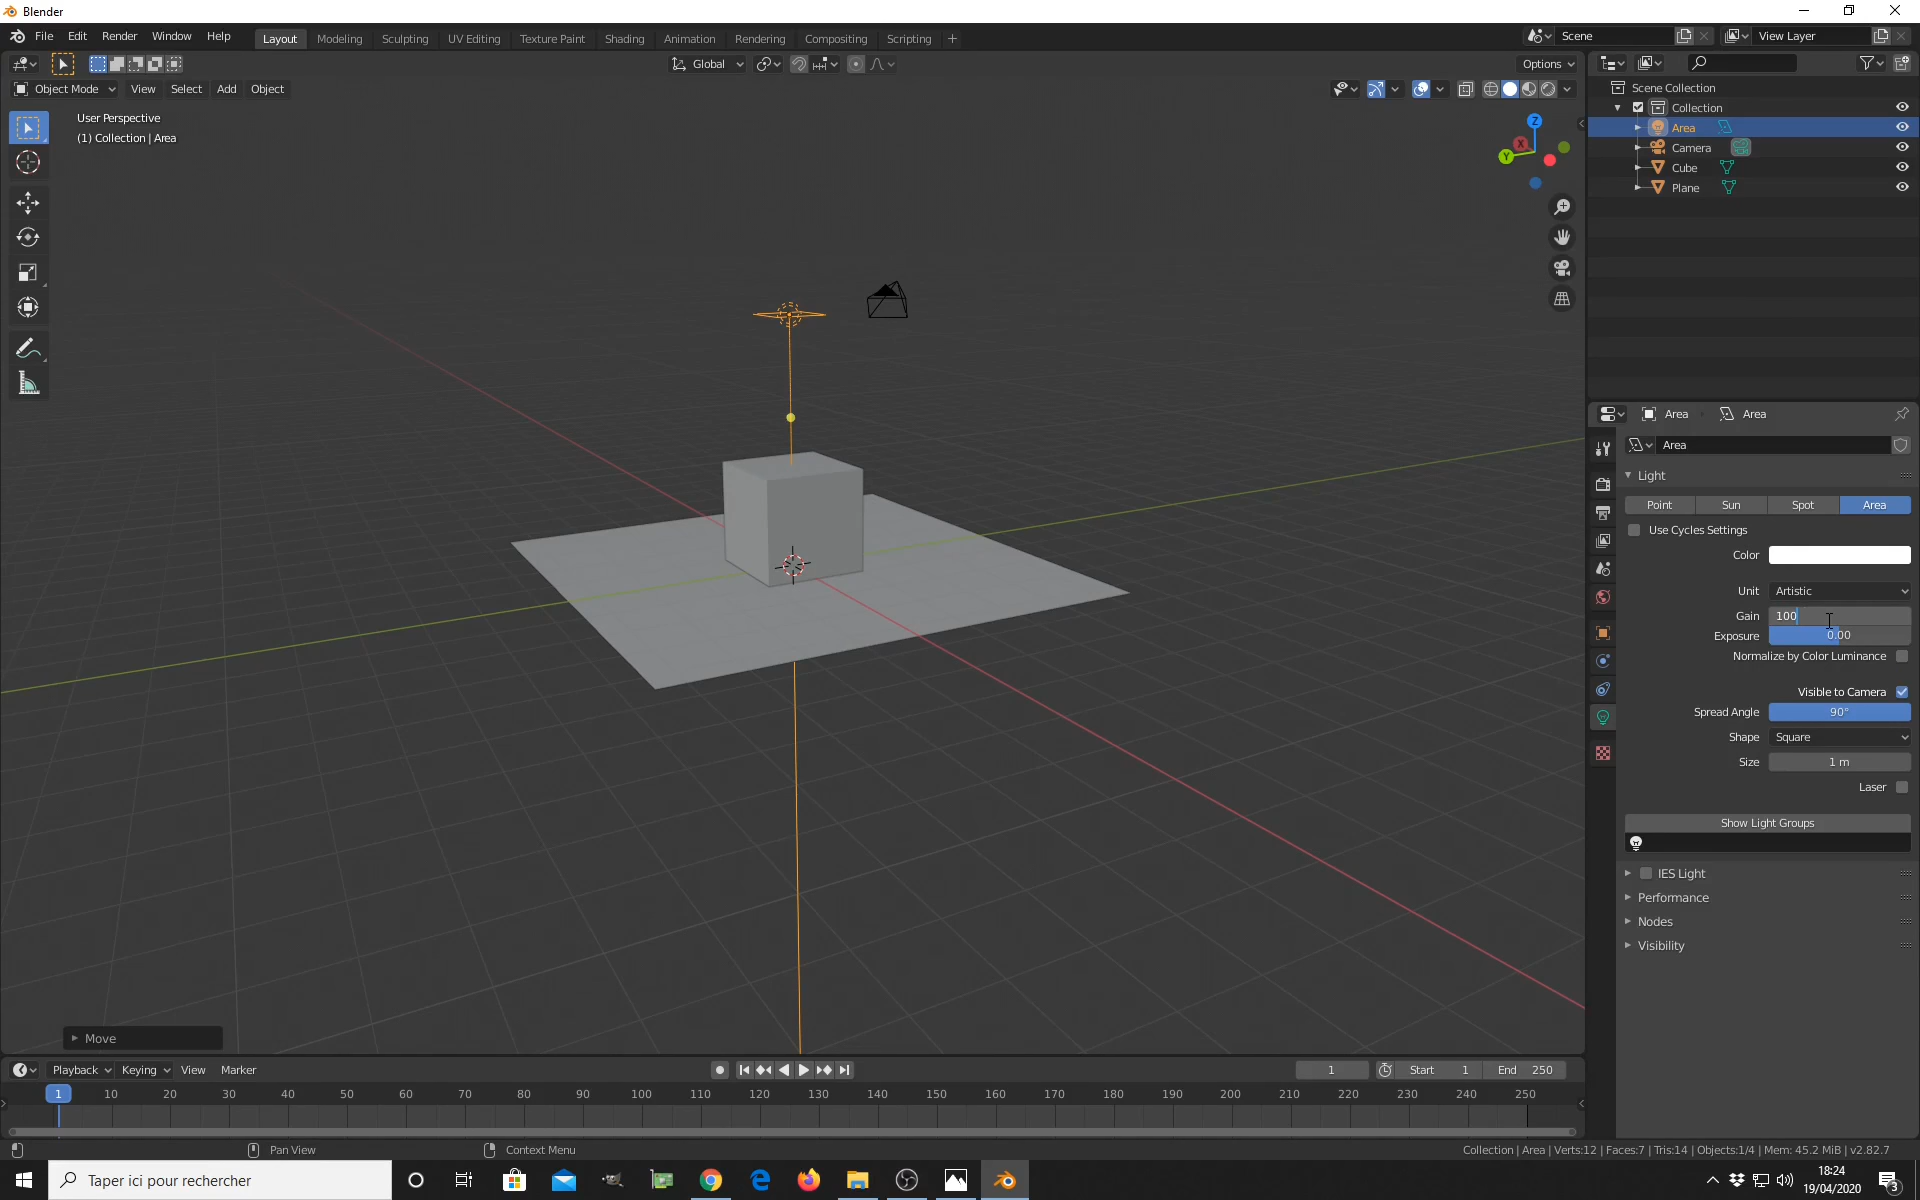 Blender
File Edit Render Window Help Layout Modeling Sculpting UV Editing Texture Paint Shading Animation Rendering Compositing Scripting + Scene View Layer
Global Options
Object Mode View Select Add Object
User Perspective
(1) Collection | Area
Z
X
Y
Scene Collection
Collection
Area
Camera
Cube
Plane
Area Area
Area
Light
Point Sun Spot Area
Use Cycles Settings
Color
Unit Artistic
Gain 100
Exposure 0.00
Normalize by Color Luminance
Visible to Camera
Spread Angle 90°
Shape Square
Size 1 m
Laser
Show Light Groups
IES Light
Performance
Nodes
Visibility
Move
Playback Keying View Marker 1 Start 1 End 250
1 10 20 30 40 50 60 70 80 90 100 110 120 130 140 150 160 170 180 190 200 210 220 230 240 250
Pan View Context Menu Collection | Area | Verts:12 | Faces:7 | Tris:14 | Objects:1/4 | Mem: 45.2 MiB | v2.82.7
Taper ici pour rechercher
18:24
19/04/2020
3